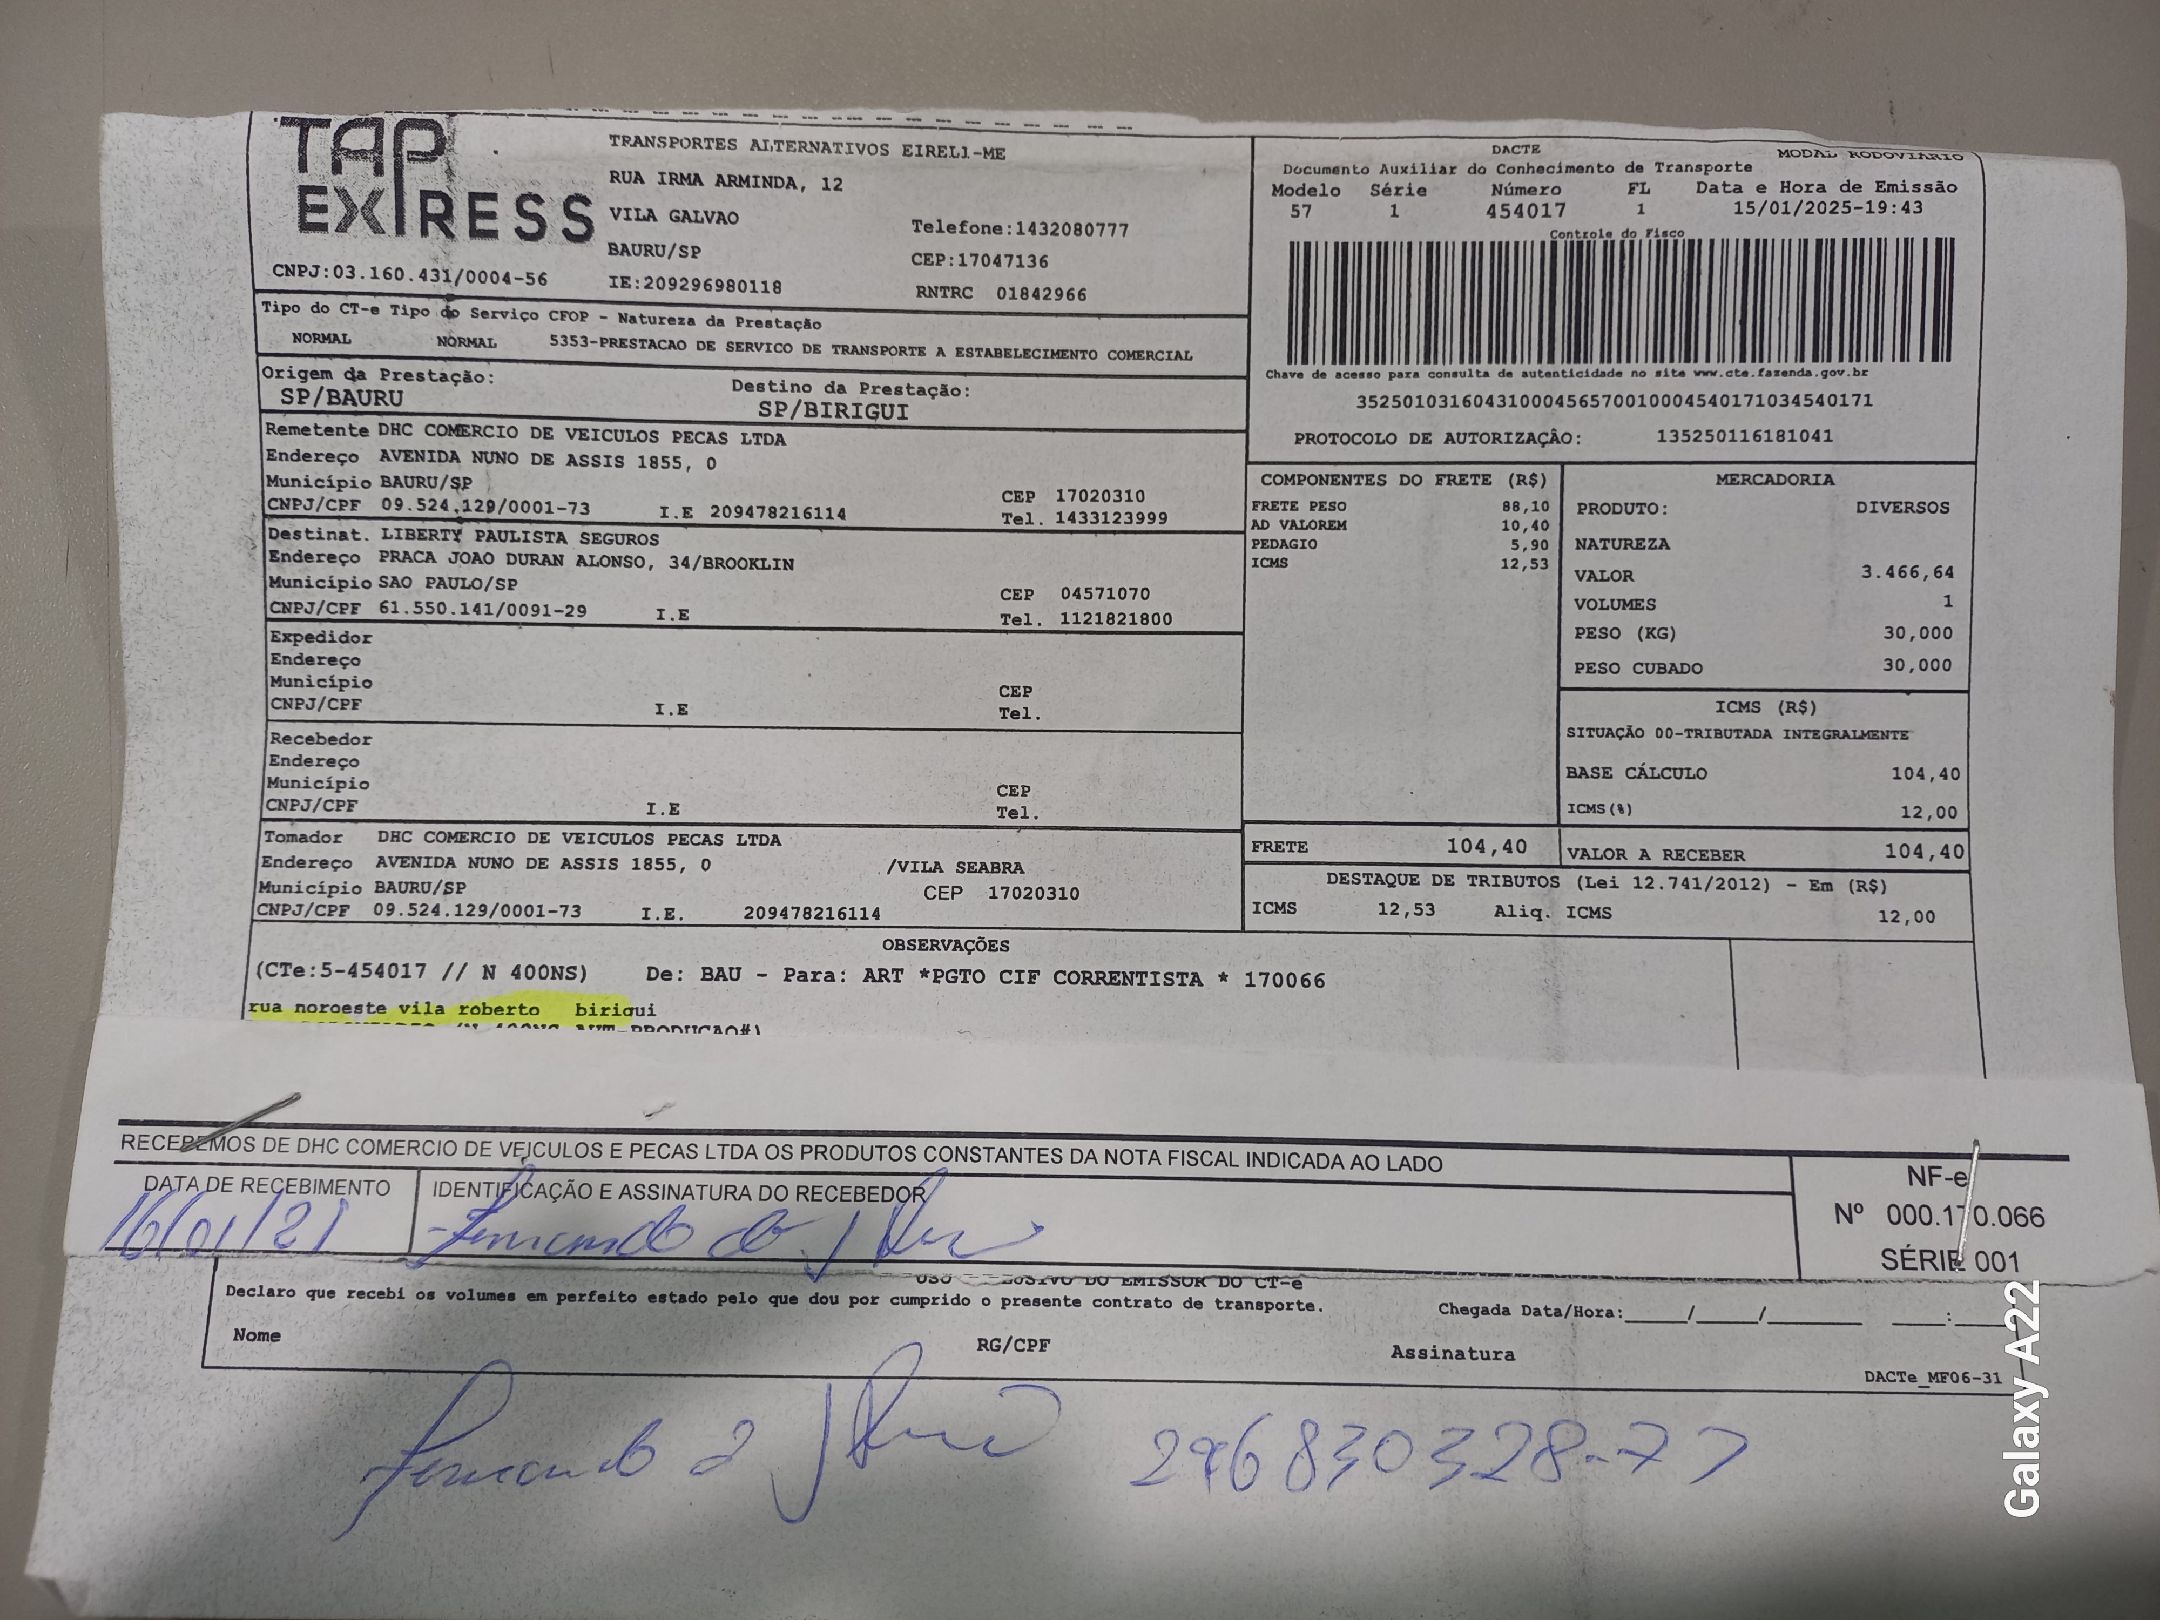 TAP EXPRESS
CNPJ:03.160.431/0004-56
TRANSPORTES ALTERNATIVOS EIRELI-ME
RUA IRMA ARMINDA, 12
VILA GALVAO
Telefone:1432080777
BAURU/SP
CEP:17047136
IE:209296980118
RNTRC 01842966
DACTE
MODAL RODOVIARIO
Documento Auxiliar do Conhecimento de Transporte
Modelo Série Número FL Data e Hora de Emissão
57 1 454017 1 15/01/2025-19:43
Controle do Fisco
Chave de acesso para consulta de autenticidade no site www.cte.fazenda.gov.br
35250103160431000456570010004540171034540171
PROTOCOLO DE AUTORIZAÇÂO: 135250116181041
Tipo do CT-e Tipo do Serviço CFOP - Natureza da Prestação
NORMAL NORMAL 5353-PRESTACAO DE SERVICO DE TRANSPORTE A ESTABELECIMENTO COMERCIAL
Origem da Prestação: Destino da Prestação:
SP/BAURU SP/BIRIGUI
Remetente DHC COMERCIO DE VEICULOS PECAS LTDA
Endereço AVENIDA NUNO DE ASSIS 1855, 0
Município BAURU/SP CEP 17020310
CNPJ/CPF 09.524.129/0001-73 I.E 209478216114 Tel. 1433123999
Destinat. LIBERTY PAULISTA SEGUROS
Endereço PRACA JOAO DURAN ALONSO, 34/BROOKLIN
Município SAO PAULO/SP CEP 04571070
CNPJ/CPF 61.550.141/0091-29 I.E Tel. 1121821800
Expedidor
Endereço
Município CEP
CNPJ/CPF I.E Tel.
Recebedor
Endereço
Município CEP
CNPJ/CPF I.E Tel.
Tomador DHC COMERCIO DE VEICULOS PECAS LTDA
Endereço AVENIDA NUNO DE ASSIS 1855, 0 /VILA SEABRA
Município BAURU/SP CEP 17020310
CNPJ/CPF 09.524.129/0001-73 I.E. 209478216114
COMPONENTES DO FRETE (R$)
FRETE PESO 88,10
AD VALOREM 10,40
PEDAGIO 5,90
ICMS 12,53
MERCADORIA
PRODUTO: DIVERSOS
NATUREZA
VALOR 3.466,64
VOLUMES 1
PESO (KG) 30,000
PESO CUBADO 30,000
ICMS (R$)
SITUAÇÃO 00-TRIBUTADA INTEGRALMENTE
BASE CÁLCULO 104,40
ICMS(%) 12,00
FRETE 104,40 VALOR A RECEBER 104,40
DESTAQUE DE TRIBUTOS (Lei 12.741/2012) - Em (R$)
ICMS 12,53 Aliq. ICMS 12,00
OBSERVAÇÕES
(CTe:5-454017 // N 400NS) De: BAU - Para: ART *PGTO CIF CORRENTISTA * 170066
rua noroeste vila roberto birigui
RECEBEMOS DE DHC COMERCIO DE VEICULOS E PECAS LTDA OS PRODUTOS CONSTANTES DA NOTA FISCAL INDICADA AO LADO
DATA DE RECEBIMENTO IDENTIFICAÇÃO E ASSINATURA DO RECEBEDOR
NF-e
Nº 000.170.066
SÉRIE 001
16/01/21 Fernando
USO EXCLUSIVO DO EMISSOR DO CT-e
Declaro que recebi os volumes em perfeito estado pelo que dou por cumprido o presente contrato de transporte.
Chegada Data/Hora:____/____/______ ___:____
Nome RG/CPF Assinatura
DACTe_MF06-31
Fernando 296830328-77
Galaxy A22